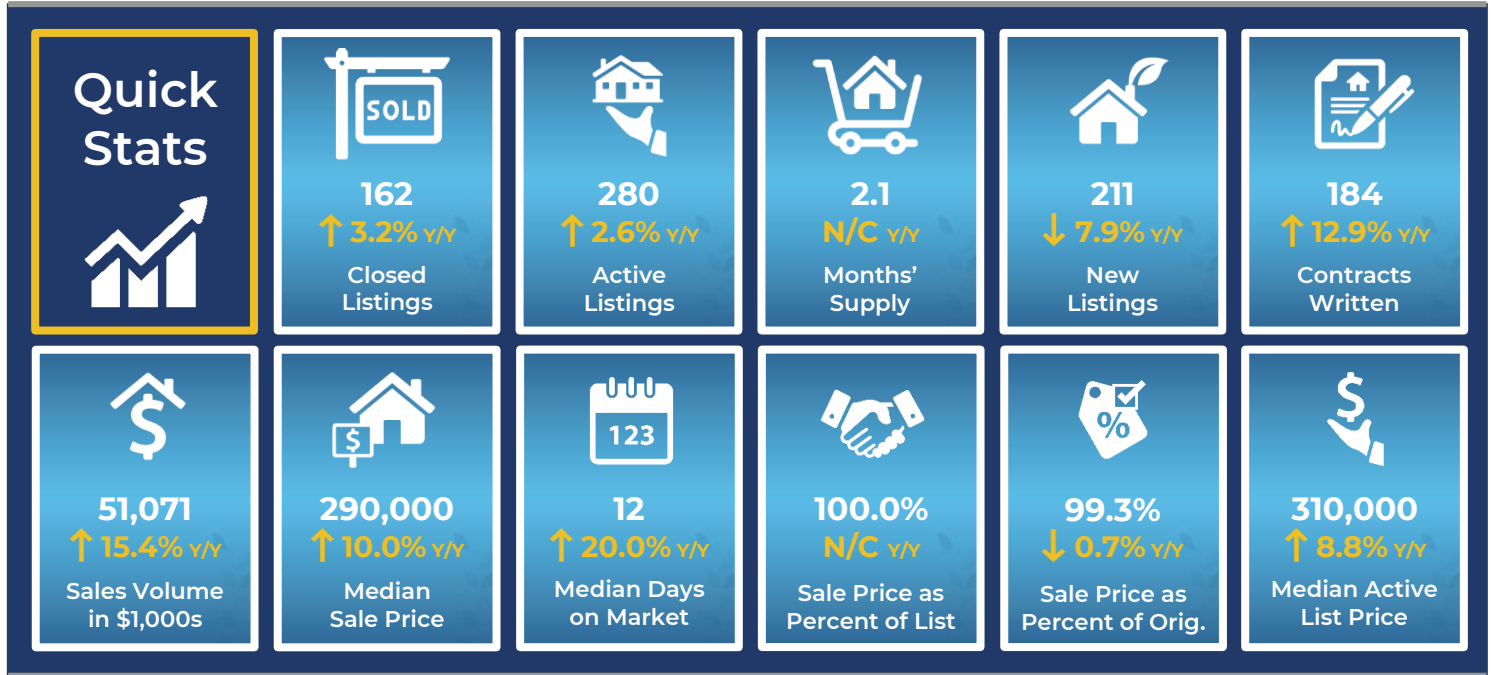 Quick
Stats
SOLD
162
↑ 3.2% Y/Y
Closed
Listings
280
↑ 2.6% Y/Y
Active
Listings
2.1
N/C Y/Y
Months’
Supply
211
↓ 7.9% Y/Y
New
Listings
184
↑ 12.9% Y/Y
Contracts
Written
$
51,071
↑ 15.4% Y/Y
Sales Volume
in $1,000s
$
290,000
↑ 10.0% Y/Y
Median
Sale Price
123
12
↑ 20.0% Y/Y
Median Days
on Market
100.0%
N/C Y/Y
Sale Price as
Percent of List
%
99.3%
↓ 0.7% Y/Y
Sale Price as
Percent of Orig.
$
310,000
↑ 8.8% Y/Y
Median Active
List Price